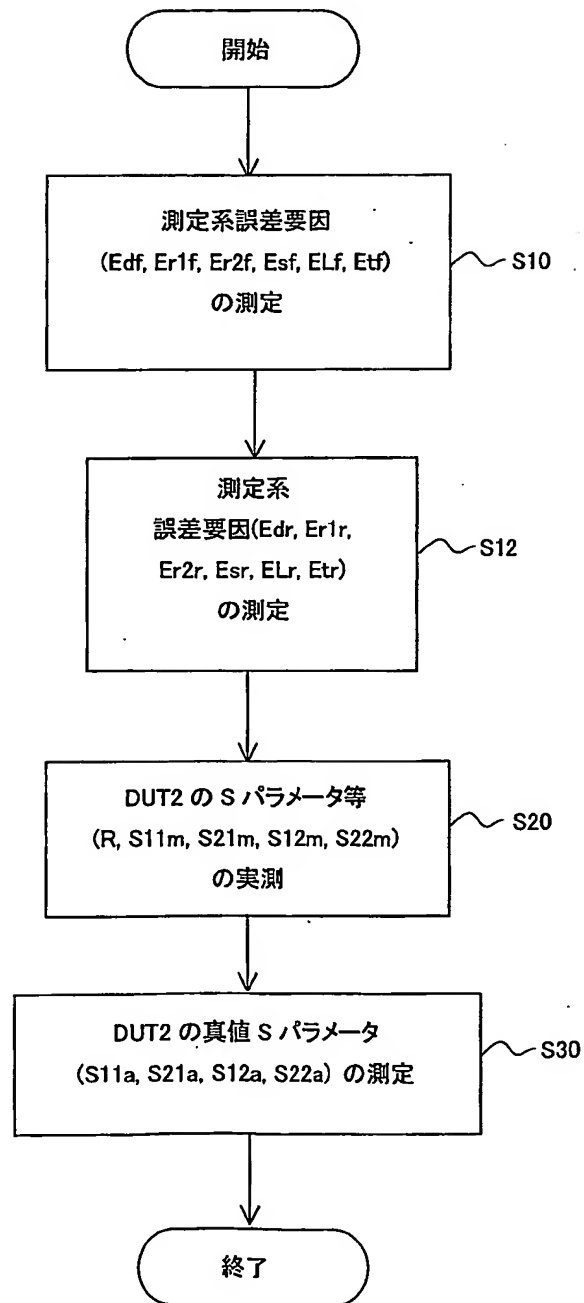 開始
測定系誤差要因
(Edf, Er1f, Er2f, Esf, ELf, Etf)
の測定
S10
測定系
誤差要因(Edr, Er1r,
Er2r, Esr, ELr, Etr)
の測定
S12
DUT2 の S パラメータ等
(R, S11m, S21m, S12m, S22m)
の実測
S20
DUT2 の真値 S パラメータ
(S11a, S21a, S12a, S22a) の測定
S30
終了